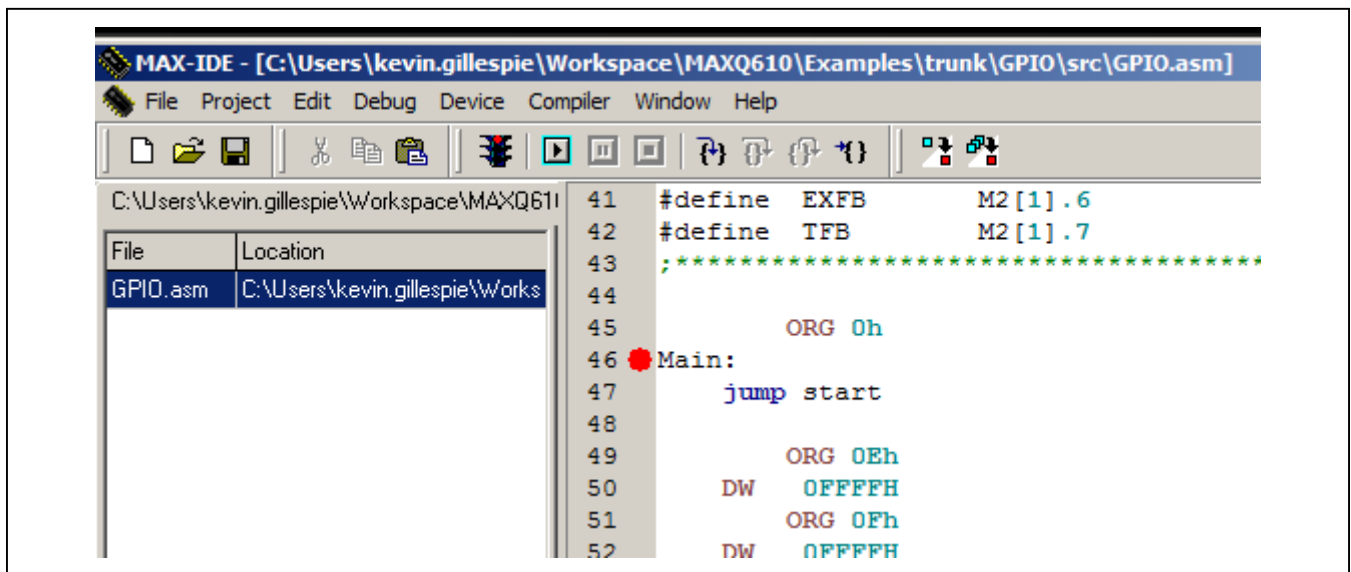 MAX-IDE - [C:\Users\kevin.gillespie\Workspace\MAXQ610\Examples\trunk\GPIO\src\GPIO.asm]
File Project Edit Debug Device Compiler Window Help
C:\Users\kevin.gillespie\Workspace\MAXQ61
File Location
GPIO.asm C:\Users\kevin.gillespie\Works
41 #define EXFB M2[1].6
42 #define TFB M2[1].7
43 ;**************************************
44
45 ORG 0h
46 Main:
47 jump start
48
49 ORG 0Eh
50 DW 0FFFFH
51 ORG 0Fh
52 DW 0FFFFH